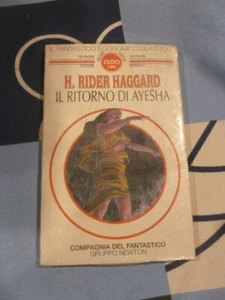 IL FANTASTICO ECONOMICO CLASSICO
1500
H. RIDER HAGGARD
IL RITORNO DI AYESHA
COMPAGNIA DEL FANTASTICO
GRUPPO NEWTON